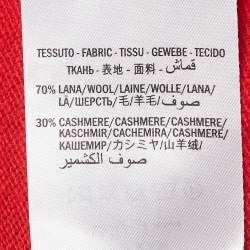 TESSUTO - FABRIC - TISSU - GEWEBE - TECIDO
ТКАНЬ - 表地 - 面料 - قماش
70% LANA/WOOL/LAINE/WOLLE/LANA/
LÃ/ШЕРСТЬ/毛/羊毛/صوف
30% CASHMERE/CASHMERE/CASHMERE/
KASCHMIR/CACHEMIRA/CASHMERE/
КАШЕМИР/カシミヤ/山羊绒/
صوف الكشمير